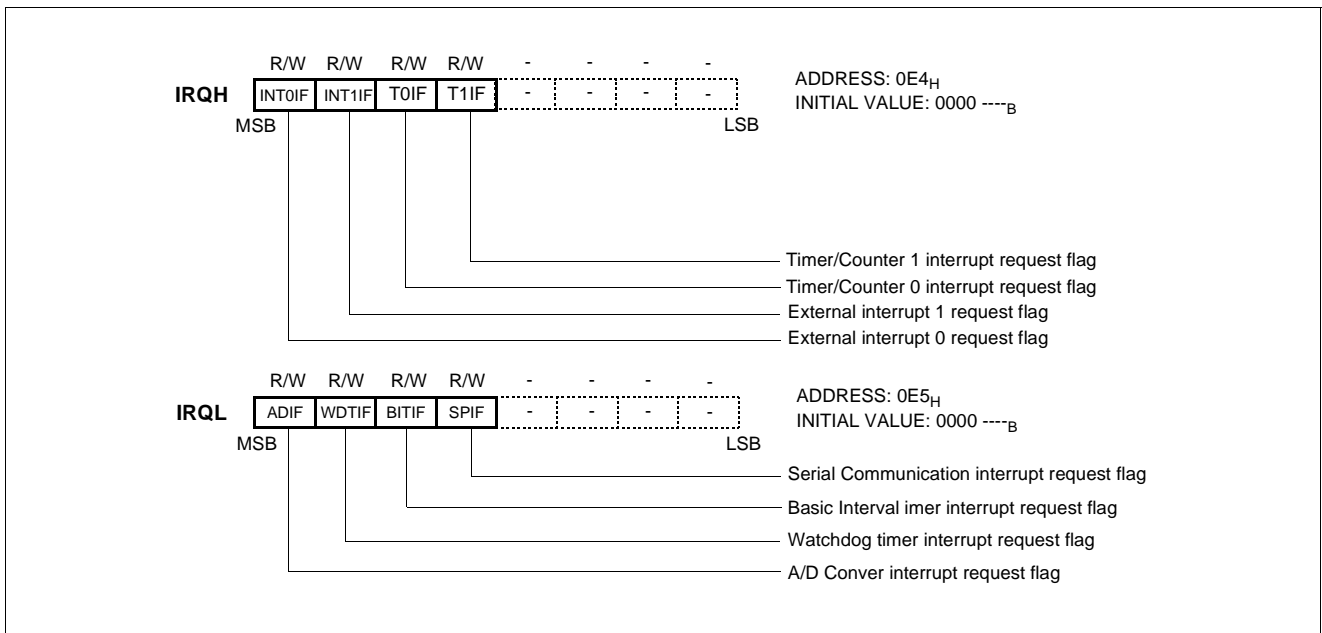 R/W R/W R/W R/W - - - -
IRQH INT0IF INT1IF T0IF T1IF - - - -
MSB LSB
ADDRESS: 0E4H
INITIAL VALUE: 0000 ----B
Timer/Counter 1 interrupt request flag
Timer/Counter 0 interrupt request flag
External interrupt 1 request flag
External interrupt 0 request flag
R/W R/W R/W R/W - - - -
IRQL ADIF WDTIF BITIF SPIF - - - -
MSB LSB
ADDRESS: 0E5H
INITIAL VALUE: 0000 ----B
Serial Communication interrupt request flag
Basic Interval imer interrupt request flag
Watchdog timer interrupt request flag
A/D Conver interrupt request flag